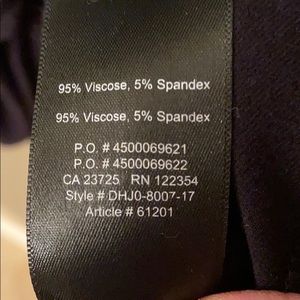 95% Viscose, 5% Spandex
95% Viscose, 5% Spandex
P.O. # 4500069621
P.O. # 4500069622
CA 23725 RN 122354
Style # DHJ0-8007-17
Article # 61201